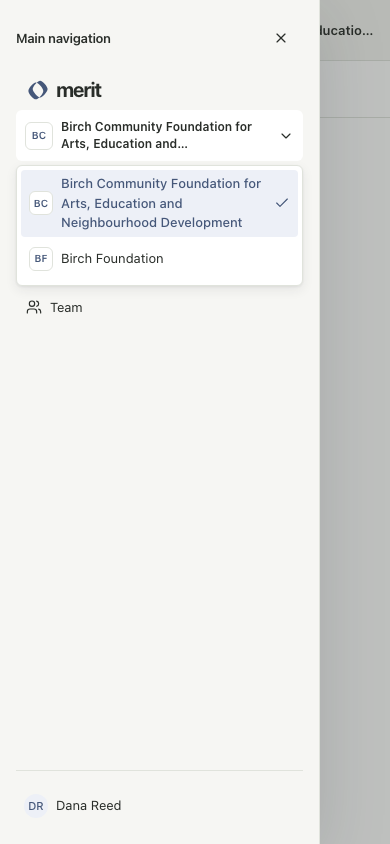 Main navigation
ducatio...
merit
BC
Birch Community Foundation for
Arts, Education and...
BC
Birch Community Foundation for
Arts, Education and
Neighbourhood Development
BF
Birch Foundation
Team
DR
Dana Reed